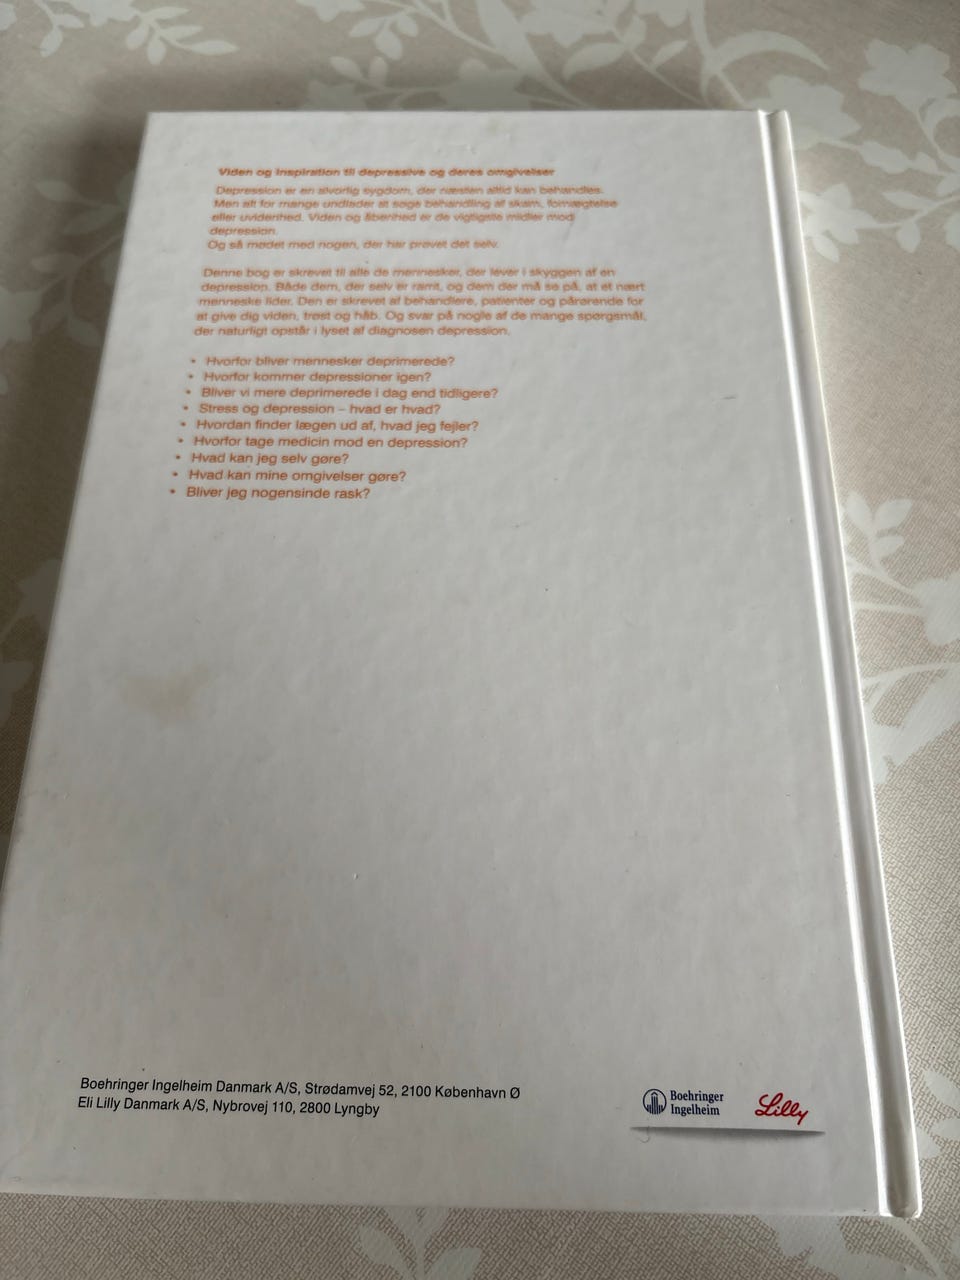 Viden og inspiration til depressive og deres omgivelser
Depression er en alvorlig sygdom, der næsten altid kan behandles.
Men alt for mange undlader at søge behandling af skam, fornægtelse
eller uvidenhed. Viden og åbenhed er de vigtigste midler mod
depression.
Og så mødet med nogen, der har prøvet det selv.
Denne bog er skrevet til alle de mennesker, der lever i skyggen af en
depression. Både dem, der selv er ramt, og dem der må se på, at et nært
menneske lider. Den er skrevet af behandlere, patienter og pårørende for
at give dig viden, trøst og håb. Og svar på nogle af de mange spørgsmål,
der naturligt opstår i lyset af diagnosen depression.
• Hvorfor bliver mennesker deprimerede?
• Hvorfor kommer depressioner igen?
• Bliver vi mere deprimerede i dag end tidligere?
• Stress og depression – hvad er hvad?
• Hvordan finder lægen ud af, hvad jeg fejler?
• Hvorfor tage medicin mod en depression?
• Hvad kan jeg selv gøre?
• Hvad kan mine omgivelser gøre?
• Bliver jeg nogensinde rask?
Boehringer Ingelheim Danmark A/S, Strødamvej 52, 2100 København Ø
Eli Lilly Danmark A/S, Nybrovej 110, 2800 Lyngby
Boehringer
Ingelheim
Lilly